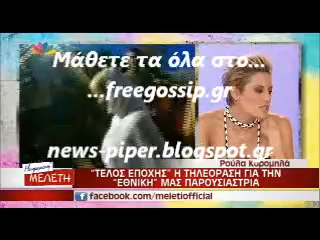 Μάθετε τα όλα στο...
...freegossip.gr
news-piper.blogspot.gr
Ρούλα Κορομηλά
"ΤΕΛΟΣ ΕΠΟΧΗΣ" Η ΤΗΛΕΟΡΑΣΗ ΓΙΑ ΤΗΝ
"ΕΘΝΙΚΗ" ΜΑΣ ΠΑΡΟΥΣΙΑΣΤΡΙΑ
ΜΕΛΕΤΗ
facebook.com/meletiofficial